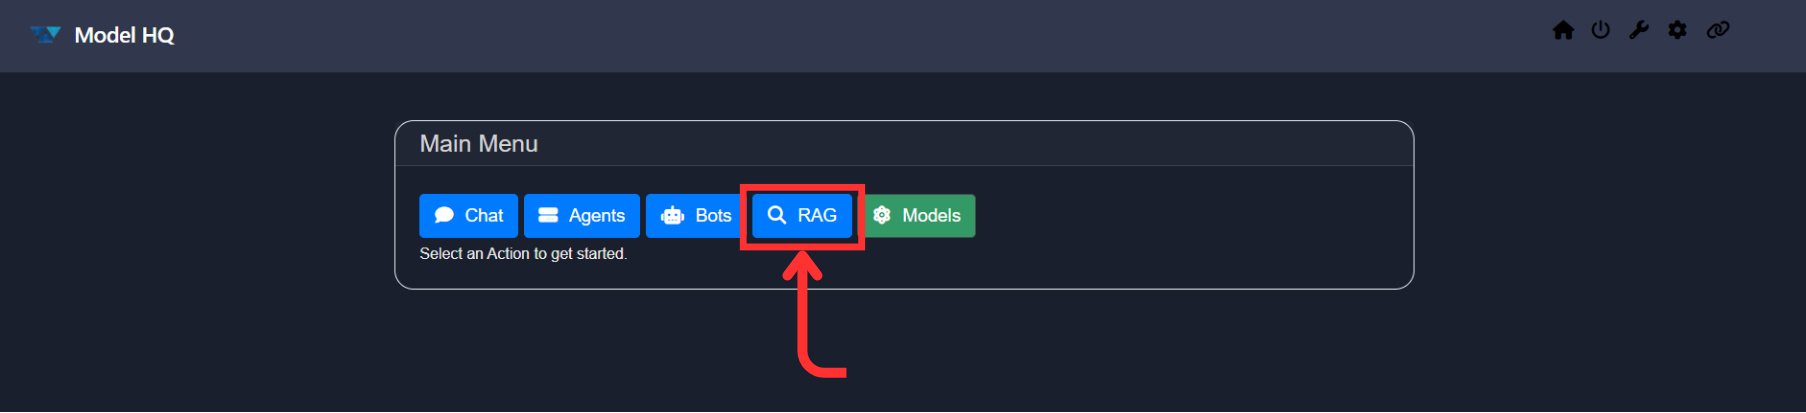 Model HQ
Main Menu
Chat Agents Bots RAG Models
Select an Action to get started.